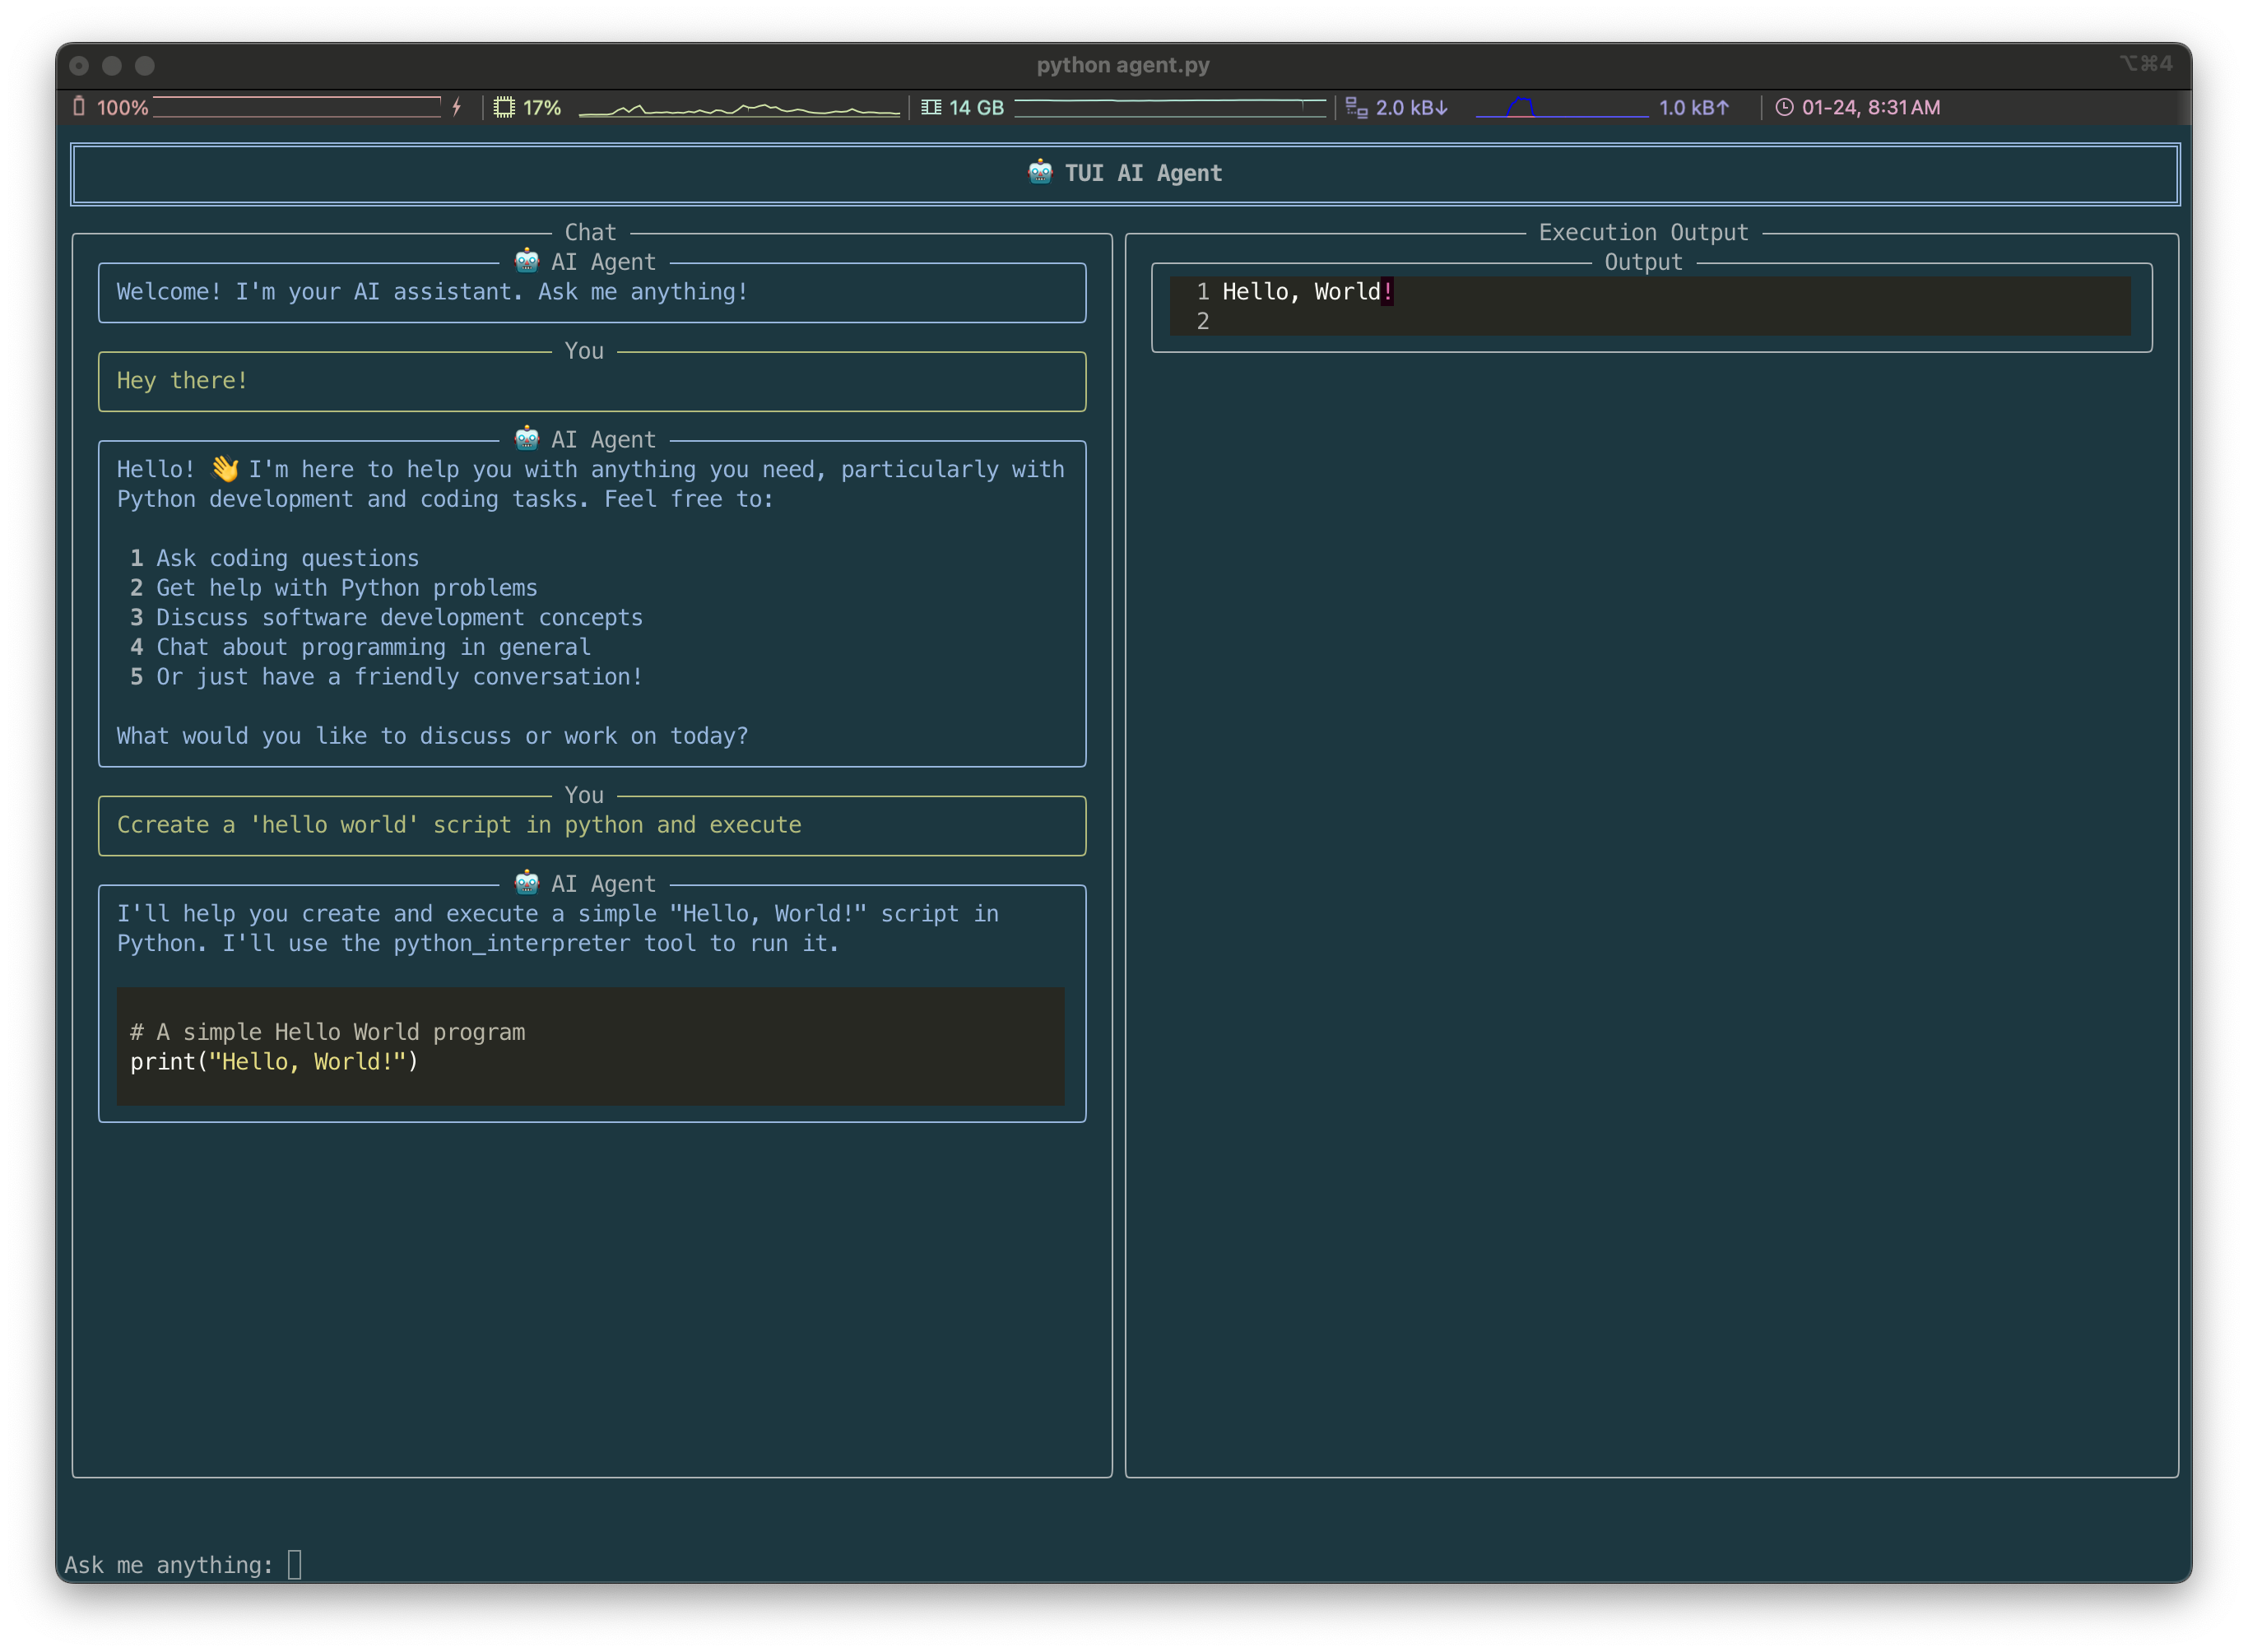 python agent.py
⌥⌘4
100%
17%
14 GB
2.0 kB↓
1.0 kB↑
01-24, 8:31 AM
🤖 TUI AI Agent
Chat
🤖 AI Agent
Welcome! I'm your AI assistant. Ask me anything!
You
Hey there!
🤖 AI Agent
Hello! 👋 I'm here to help you with anything you need, particularly with
Python development and coding tasks. Feel free to:
1 Ask coding questions
2 Get help with Python problems
3 Discuss software development concepts
4 Chat about programming in general
5 Or just have a friendly conversation!
What would you like to discuss or work on today?
You
Ccreate a 'hello world' script in python and execute
🤖 AI Agent
I'll help you create and execute a simple "Hello, World!" script in
Python. I'll use the python_interpreter tool to run it.
# A simple Hello World program
print("Hello, World!")
Execution Output
Output
1 Hello, World!
2
Ask me anything: